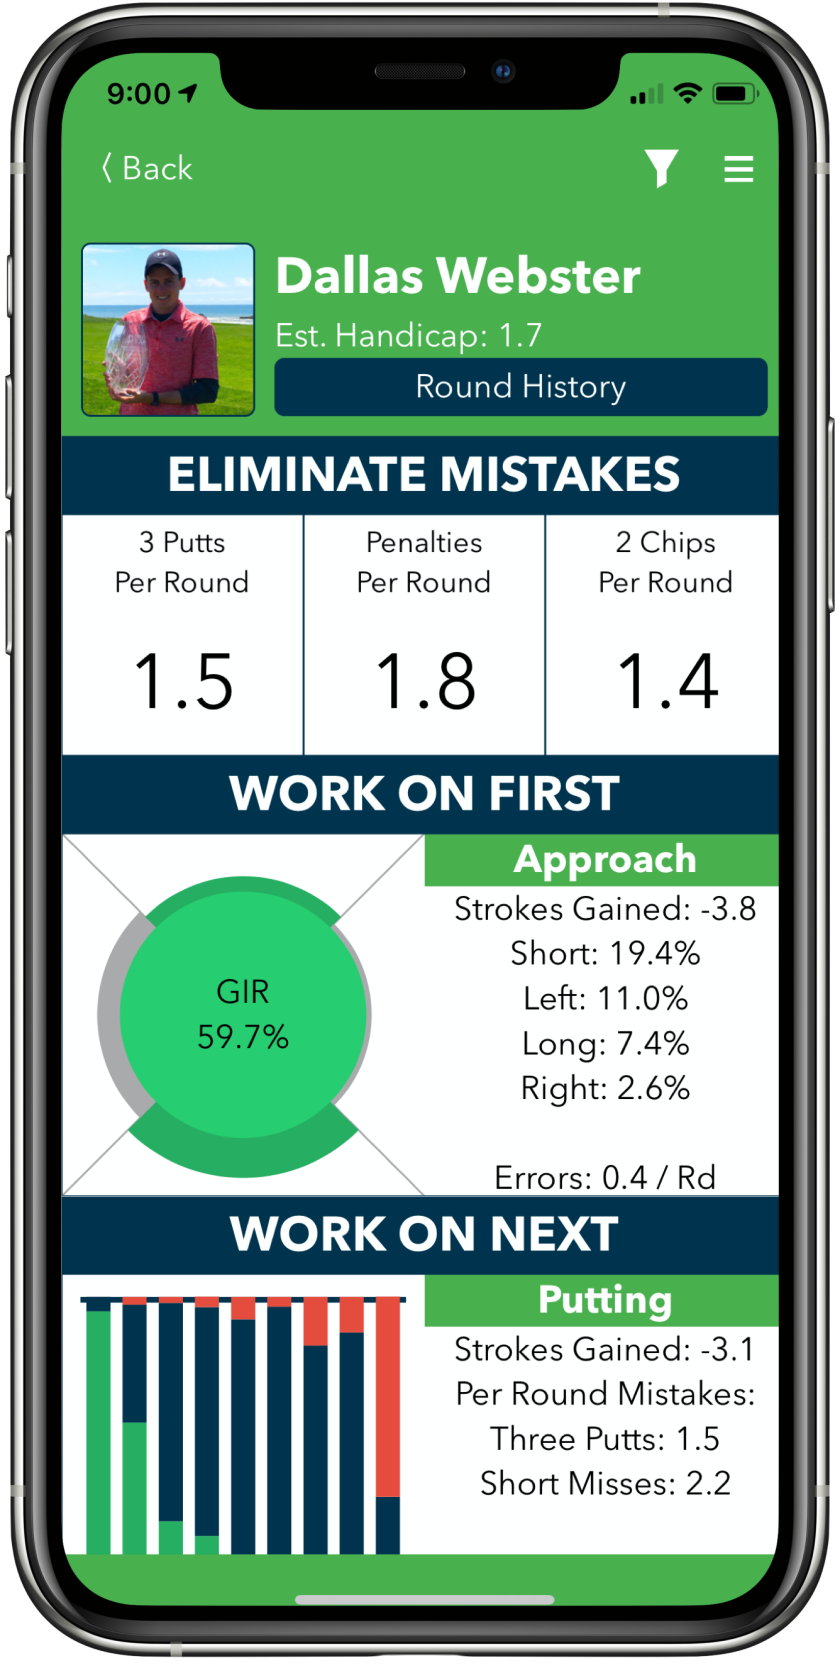 9:00
Back
Dallas Webster
Est. Handicap: 1.7
Round History
ELIMINATE MISTAKES
3 Putts
Per Round
1.5
Penalties
Per Round
1.8
2 Chips
Per Round
1.4
WORK ON FIRST
GIR
59.7%
Approach
Strokes Gained: -3.8
Short: 19.4%
Left: 11.0%
Long: 7.4%
Right: 2.6%
Errors: 0.4 / Rd
WORK ON NEXT
Putting
Strokes Gained: -3.1
Per Round Mistakes:
Three Putts: 1.5
Short Misses: 2.2